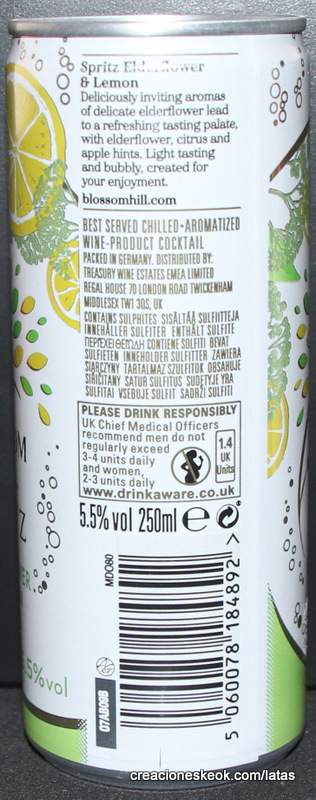 Spritz Elderflower
& Lemon
Deliciously inviting aromas
of delicate elderflower lead
to a refreshing tasting palate,
with elderflower, citrus and
apple hints. Light tasting
and bubbly, created for
your enjoyment.
blossomhill.com
BEST SERVED CHILLED-AROMATIZED
WINE-PRODUCT COCKTAIL
PACKED IN GERMANY. DISTRIBUTED BY:
TREASURY WINE ESTATES EMEA LIMITED
REGAL HOUSE 70 LONDON ROAD TWICKENHAM
MIDDLESEX TW1 3QS, UK
CONTAINS SULPHITES SISÄLTÄÄ SULFIITTEJA
INNEHÅLLER SULFITER ENTHÄLT SULFITE
ΠΕΡΙΕΧΕΙ ΘΕΙΏΔΗ CONTIENE SULFITI BEVAT
SULFIETEN INDEHOLDER SULFITTER ZAWIERA
SIARCZYNY TARTALMAZ SZULFITOK OBSAHUJE
SIŘIČITANY SATUR SULFITUS SUDĖTYJE YRA
SULFITAI VSEBUJE SULFIT SADRŽI SULFITI
PLEASE DRINK RESPONSIBLY
UK Chief Medical Officers
recommend men do not
regularly exceed
3-4 units daily
and women,
2-3 units daily
1.4
UK
Units
www.drinkaware.co.uk
5.5%vol 250ml e
MDO80
07AB09B
5 060078 184892 >
M
Z
ER.
.5%vol
creacioneskeok.com/latas